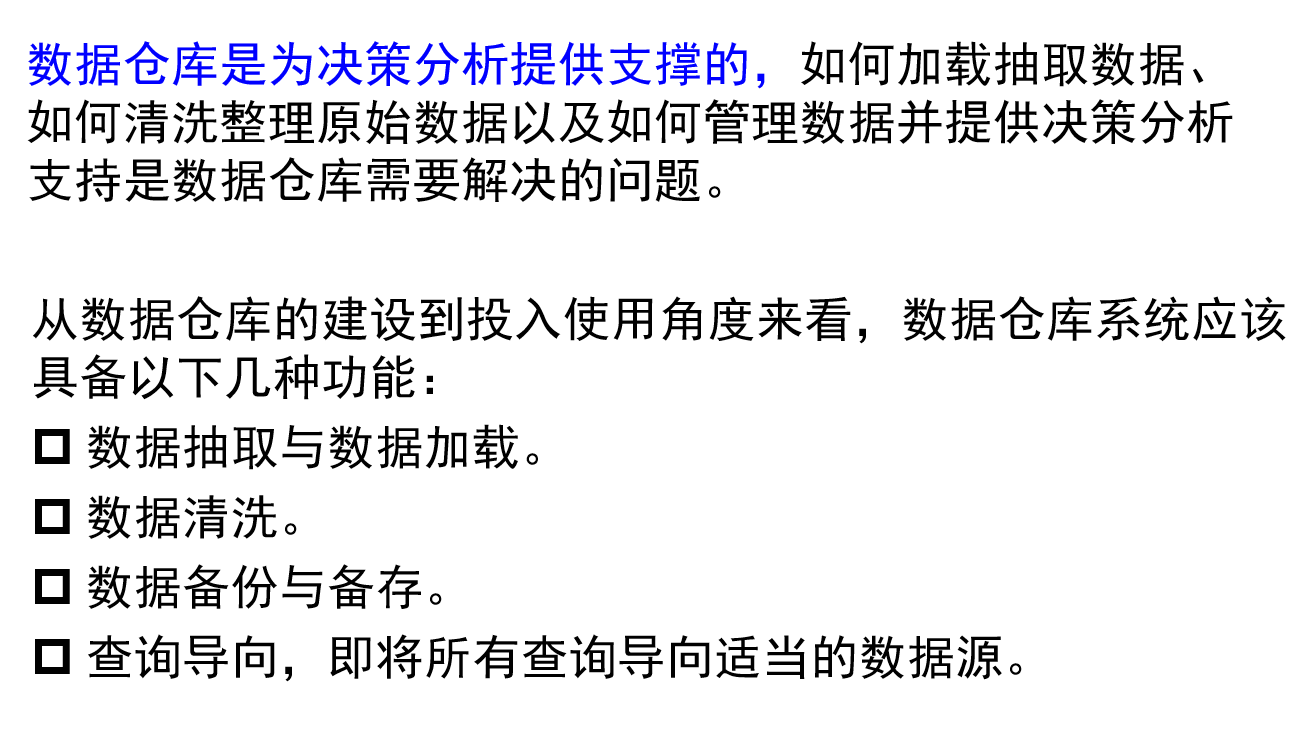 数据仓库是为决策分析提供支撑的，如何加载抽取数据、
如何清洗整理原始数据以及如何管理数据并提供决策分析
支持是数据仓库需要解决的问题。
从数据仓库的建设到投入使用角度来看，数据仓库系统应该
具备以下几种功能：
数据抽取与数据加载。
数据清洗。
数据备份与备存。
查询导向，即将所有查询导向适当的数据源。